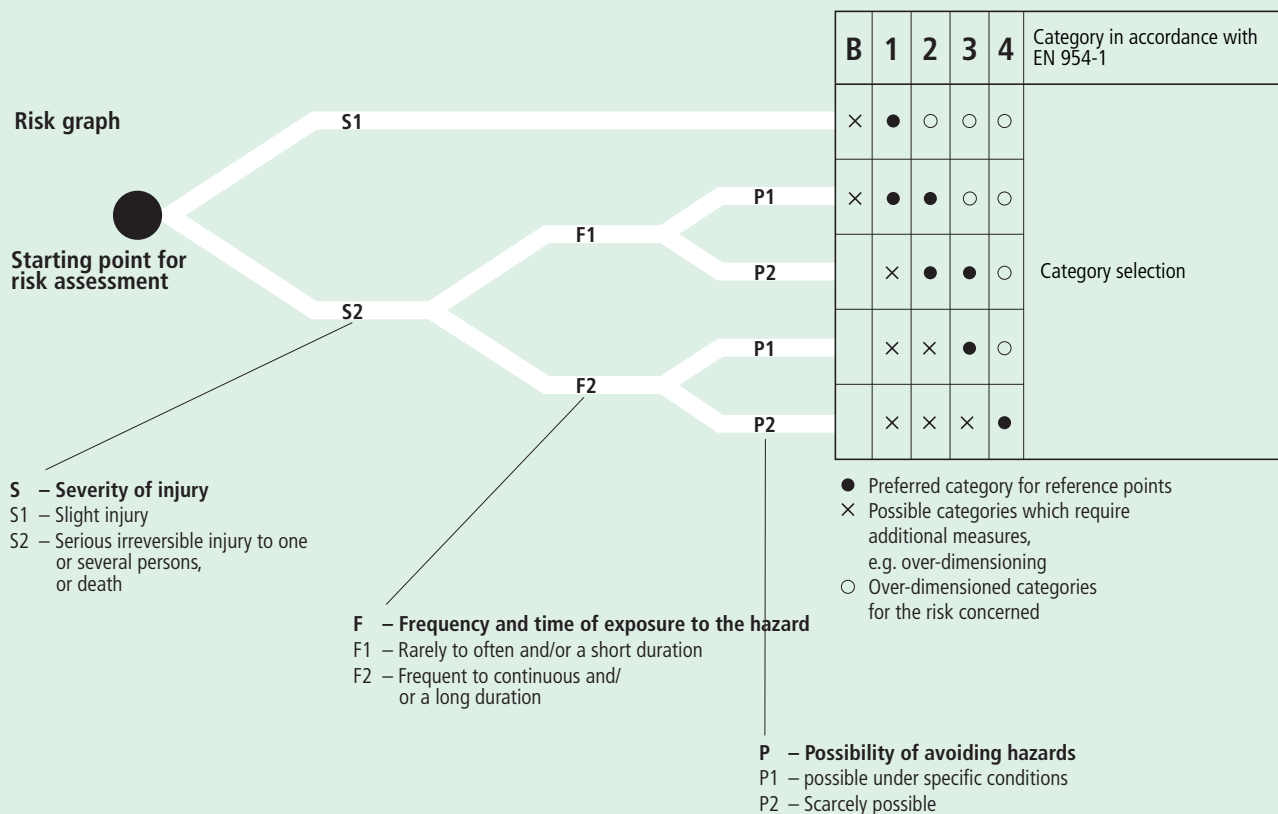 B 1 2 3 4 Category in accordance with
EN 954-1
Risk graph
S1
× ● ○ ○ ○
P1
× ● ● ○ ○
F1
Starting point for
risk assessment
P2
× ● ● ○
Category selection
S2
P1
× × ● ○
F2
P2
× × × ●
S – Severity of injury
S1 – Slight injury
S2 – Serious irreversible injury to one
or several persons,
or death
● Preferred category for reference points
× Possible categories which require
additional measures,
e.g. over-dimensioning
○ Over-dimensioned categories
for the risk concerned
F – Frequency and time of exposure to the hazard
F1 – Rarely to often and/or a short duration
F2 – Frequent to continuous and/
or a long duration
P – Possibility of avoiding hazards
P1 – possible under specific conditions
P2 – Scarcely possible